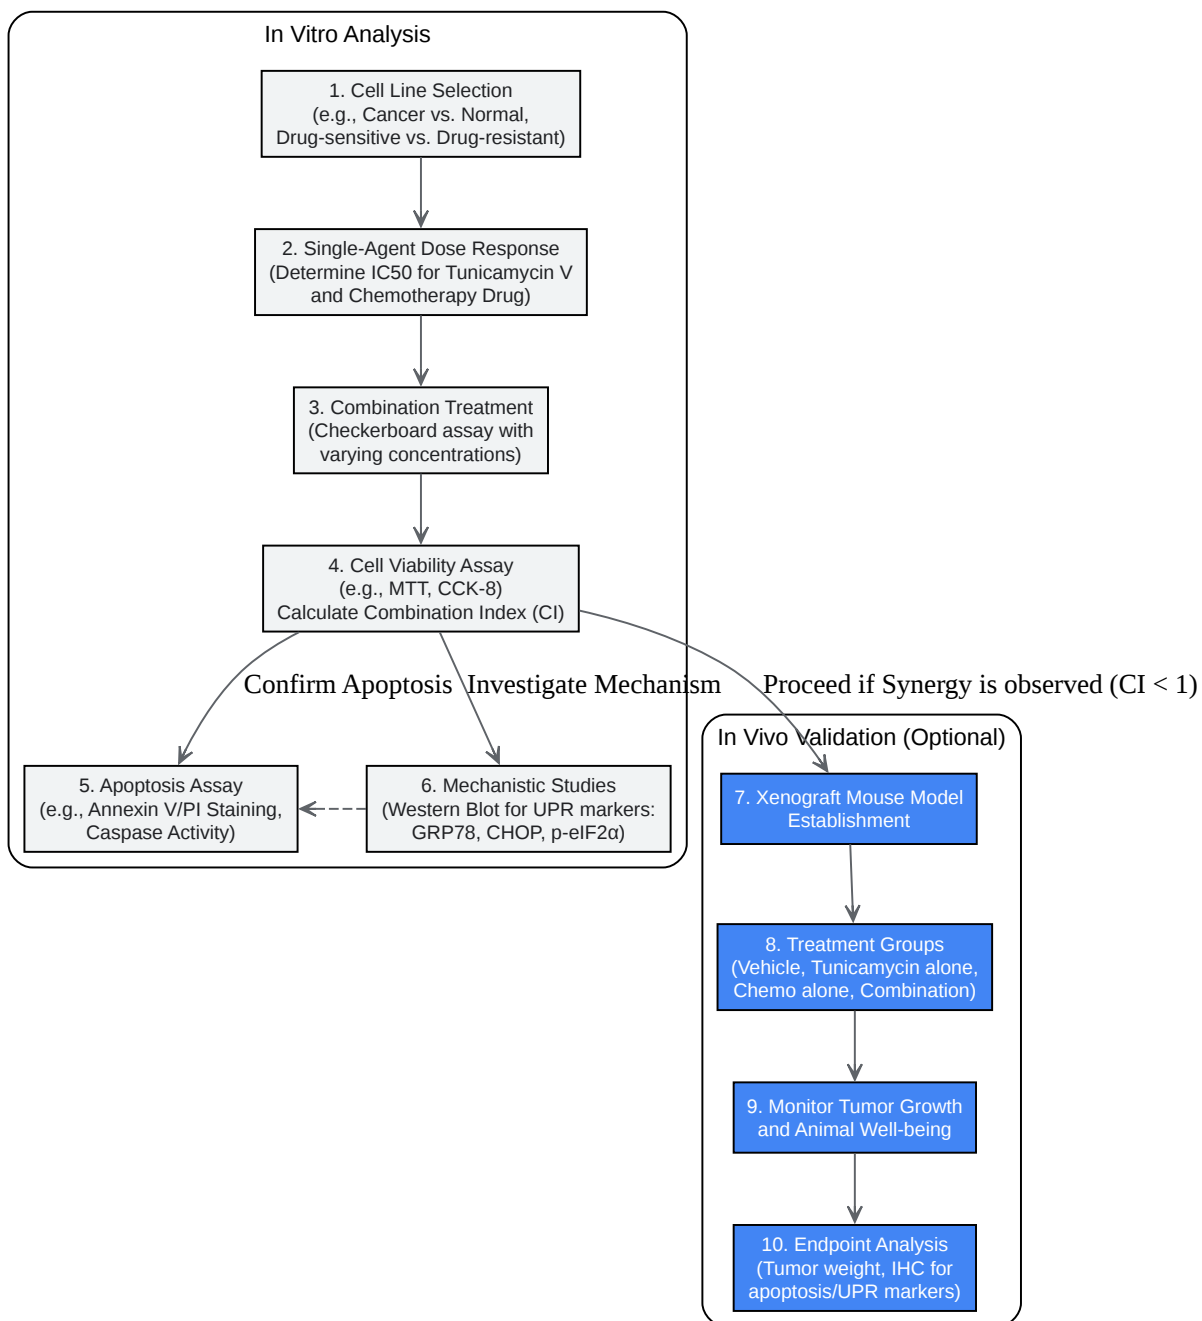 In Vitro Analysis
1. Cell Line Selection
(e.g., Cancer vs. Normal,
Drug-sensitive vs. Drug-resistant)
2. Single-Agent Dose Response
(Determine IC50 for Tunicamycin V
and Chemotherapy Drug)
3. Combination Treatment
(Checkerboard assay with
varying concentrations)
4. Cell Viability Assay
(e.g., MTT, CCK-8)
Calculate Combination Index (CI)
Confirm Apoptosis
Investigate Mechanism
Proceed if Synergy is observed (CI < 1)
5. Apoptosis Assay
(e.g., Annexin V/PI Staining,
Caspase Activity)
6. Mechanistic Studies
(Western Blot for UPR markers:
GRP78, CHOP, p-eIF2α)
In Vivo Validation (Optional)
7. Xenograft Mouse Model
Establishment
8. Treatment Groups
(Vehicle, Tunicamycin alone,
Chemo alone, Combination)
9. Monitor Tumor Growth
and Animal Well-being
10. Endpoint Analysis
(Tumor weight, IHC for
apoptosis/UPR markers)